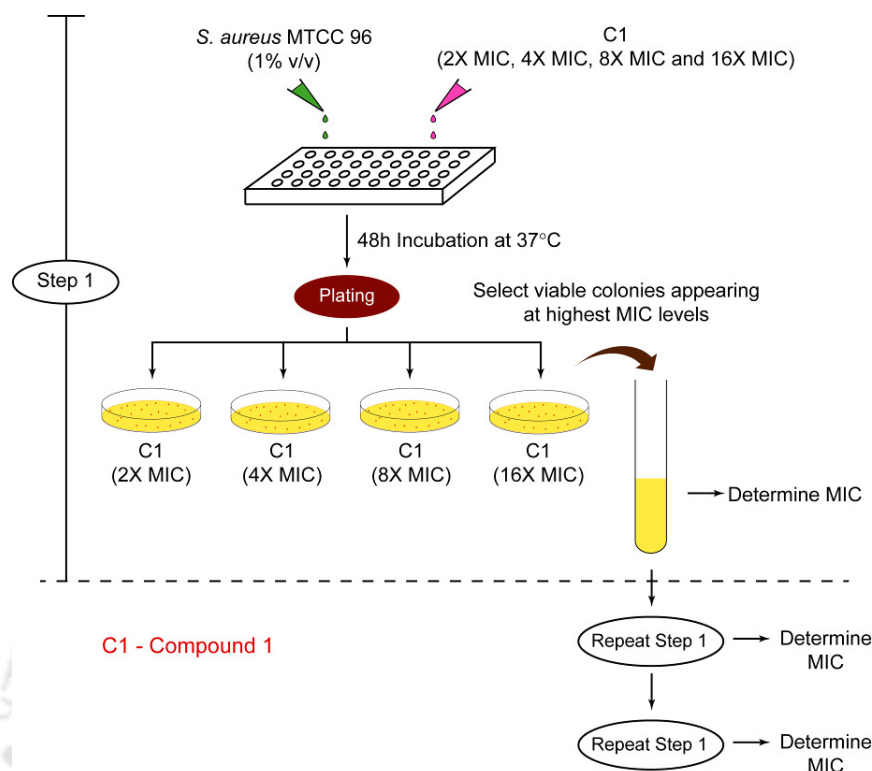 S. aureus MTCC 96
(1% v/v)
C1
(2X MIC, 4X MIC, 8X MIC and 16X MIC)
48h Incubation at 37°C
Step 1
Plating
Select viable colonies appearing
at highest MIC levels
C1
(2X MIC)
C1
(4X MIC)
C1
(8X MIC)
C1
(16X MIC)
Determine MIC
C1 - Compound 1
Repeat Step 1
Determine
MIC
Repeat Step 1
Determine
MIC